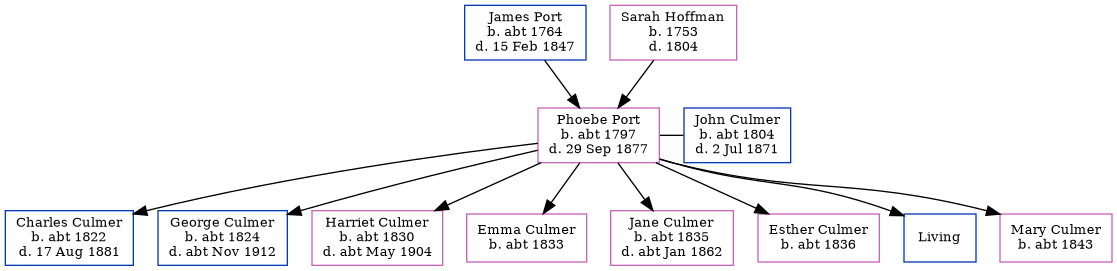 James Port
b. abt 1764
d. 15 Feb 1847
Sarah Hoffman
b. 1753
d. 1804
Phoebe Port
b. abt 1797
d. 29 Sep 1877
John Culmer
b. abt 1804
d. 2 Jul 1871
Charles Culmer
b. abt 1822
d. 17 Aug 1881
George Culmer
b. abt 1824
d. abt Nov 1912
Harriet Culmer
b. abt 1830
d. abt May 1904
Emma Culmer
b. abt 1833
Jane Culmer
b. abt 1835
d. abt Jan 1862
Esther Culmer
b. abt 1836
Living
Mary Culmer
b. abt 1843